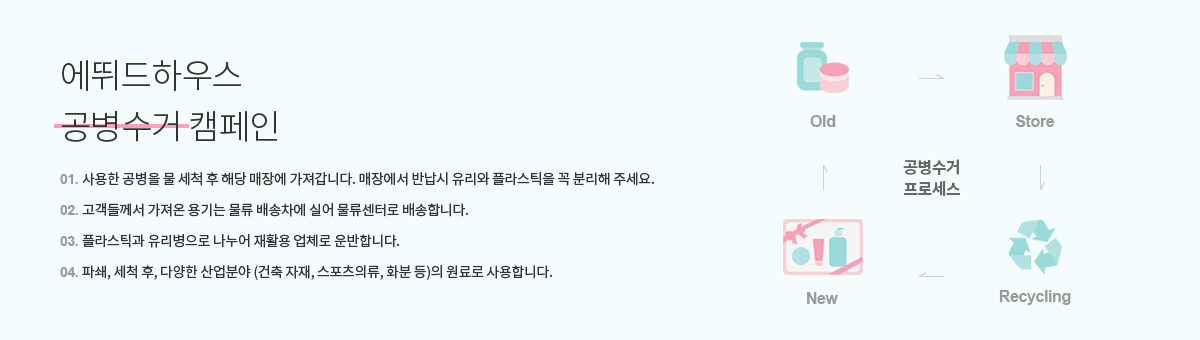 에뛰드하우스
공병수거 캠페인
01. 사용한 공병을 물 세척 후 해당 매장에 가져갑니다. 매장에서 반납시 유리와 플라스틱을 꼭 분리해 주세요.
02. 고객들께서 가져온 용기는 물류 배송차에 실어 물류센터로 배송합니다.
03. 플라스틱과 유리병으로 나누어 재활용 업체로 운반합니다.
04. 파쇄, 세척 후, 다양한 산업분야 (건축 자재, 스포츠의류, 화분 등)의 원료로 사용합니다.
Old
Store
공병수거
프로세스
New
Recycling